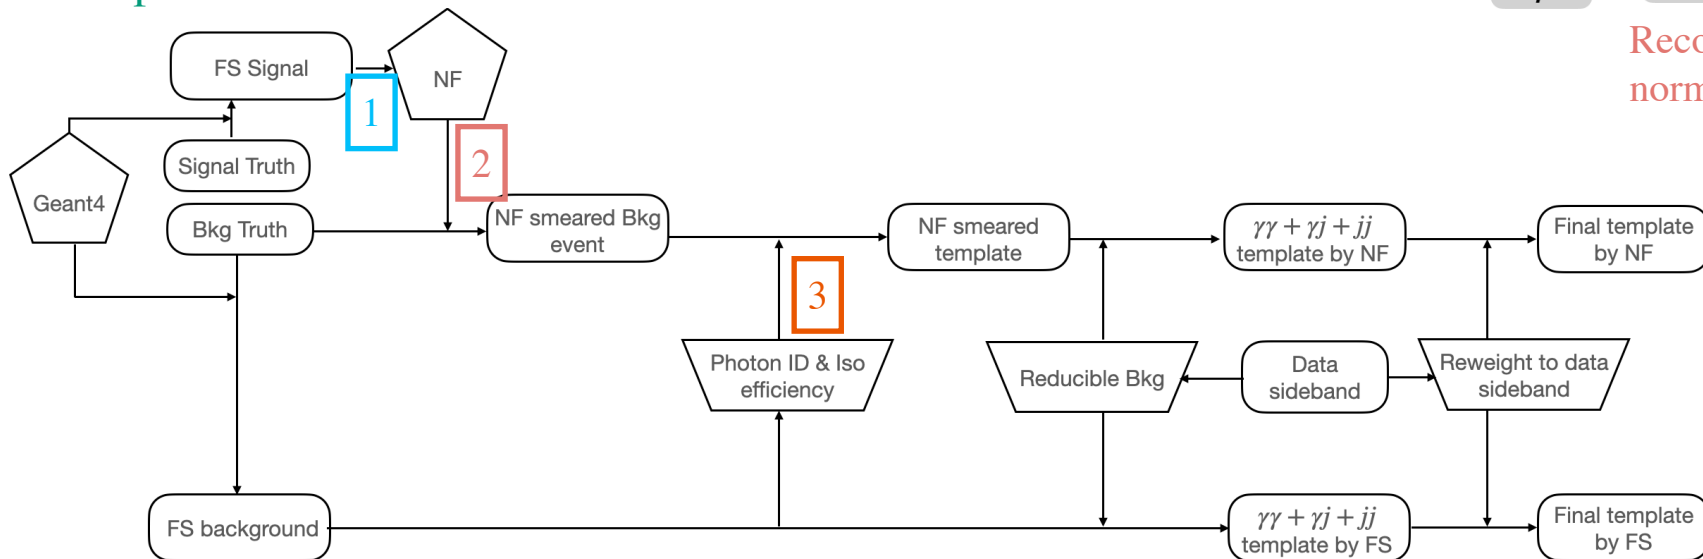 FS Signal
NF
1
Reco
norm
Signal Truth
2
Geant4
Bkg Truth
NF smeared Bkg
event
NF smeared
template
γγ + γj + jj
template by NF
Final template
by NF
3
Photon ID & Iso
efficiency
Reducible Bkg
Data
sideband
Reweight to data
sideband
FS background
γγ + γj + jj
template by FS
Final template
by FS